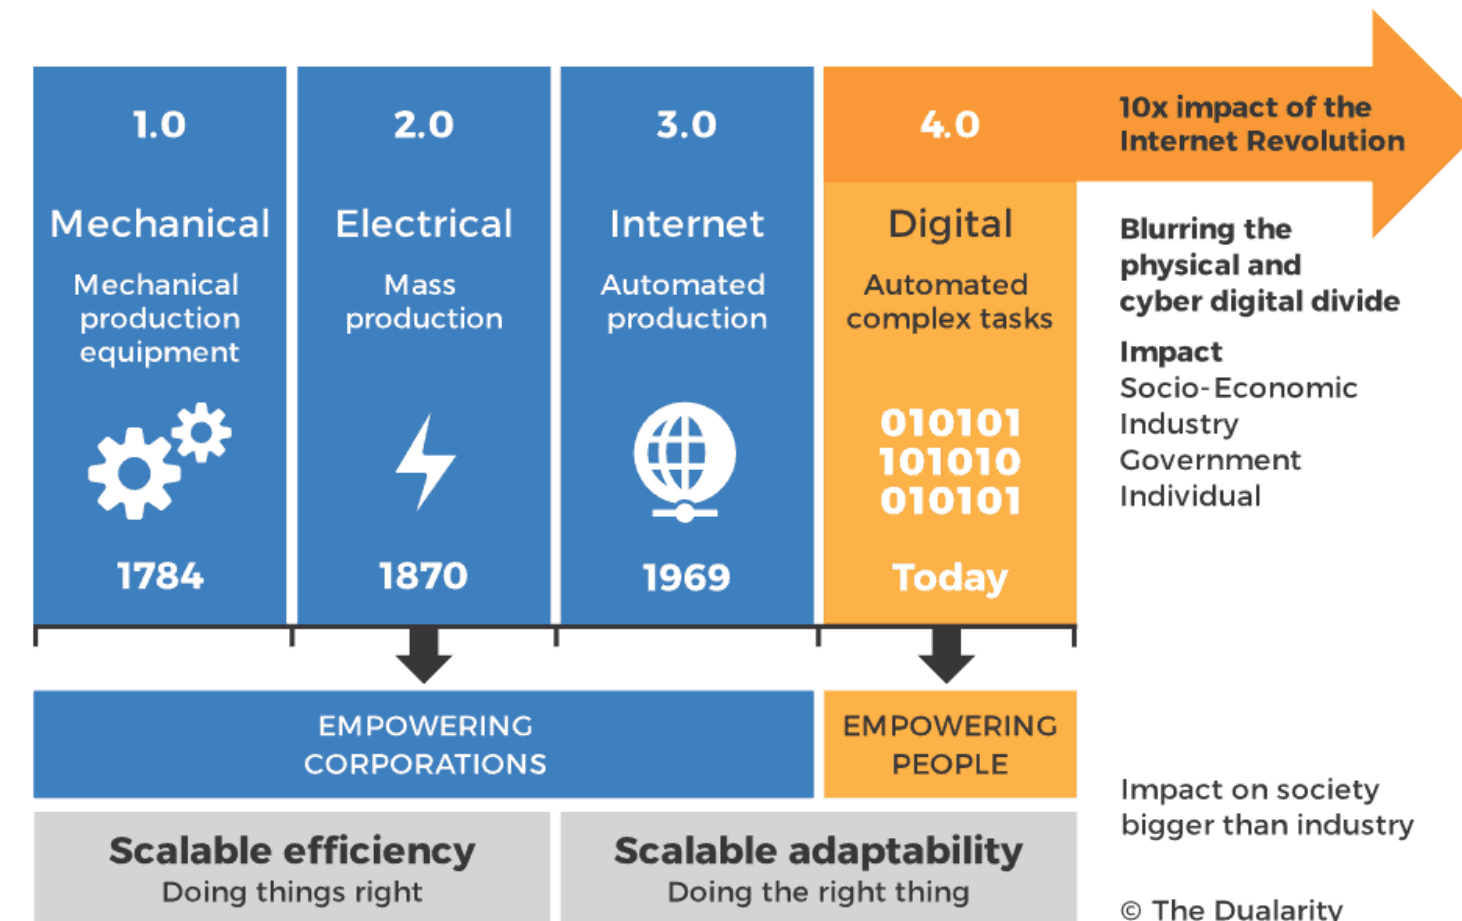 1.0
Mechanical
Mechanical
production
equipment
1784
2.0
Electrical
Mass
production
1870
3.0
Internet
Automated
production
1969
4.0
Digital
Automated
complex tasks
010101
101010
010101
Today
10x impact of the
Internet Revolution
Blurring the
physical and
cyber digital divide
Impact
Socio-Economic
Industry
Government
Individual
EMPOWERING
CORPORATIONS
EMPOWERING
PEOPLE
Scalable efficiency
Doing things right
Scalable adaptability
Doing the right thing
Impact on society
bigger than industry
© The Dualarity